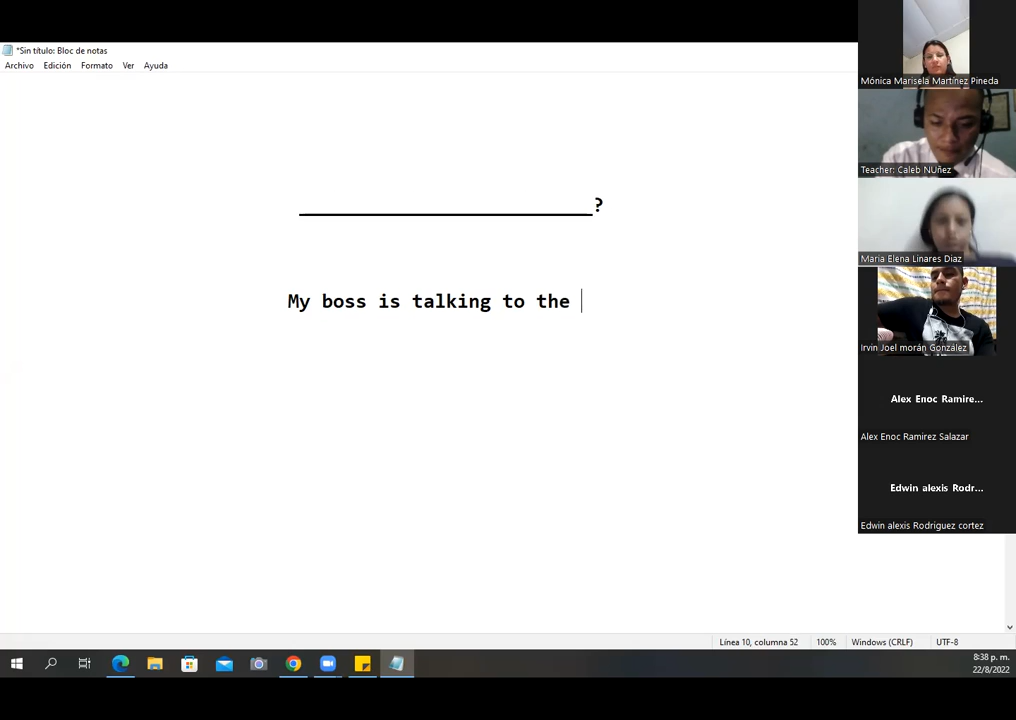 *Sin título: Bloc de notas
Archivo Edición Formato Ver Ayuda
__________________________?
My boss is talking to the
Mónica Marisela Martínez Pineda
Teacher: Caleb NUñez
Maria Elena Linares Diaz
Irvin Joel morán González
Alex Enoc Ramire...
Alex Enoc Ramirez Salazar
Edwin alexis Rodr...
Edwin alexis Rodriguez cortez
Línea 10, columna 52 100% Windows (CRLF) UTF-8
8:38 p. m.
22/8/2022